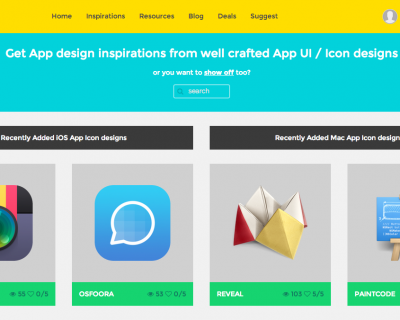 Home Inspirations Resources Blog Deals Suggest
Get App design inspirations from well crafted App UI / Icon designs
or you want to show off too?
search
Recently Added iOS App icon designs
Recently Added Mac App icon design
55 0/5
OSFOORA 53 0/5
REVEAL 103 5/5
PAINTCODE